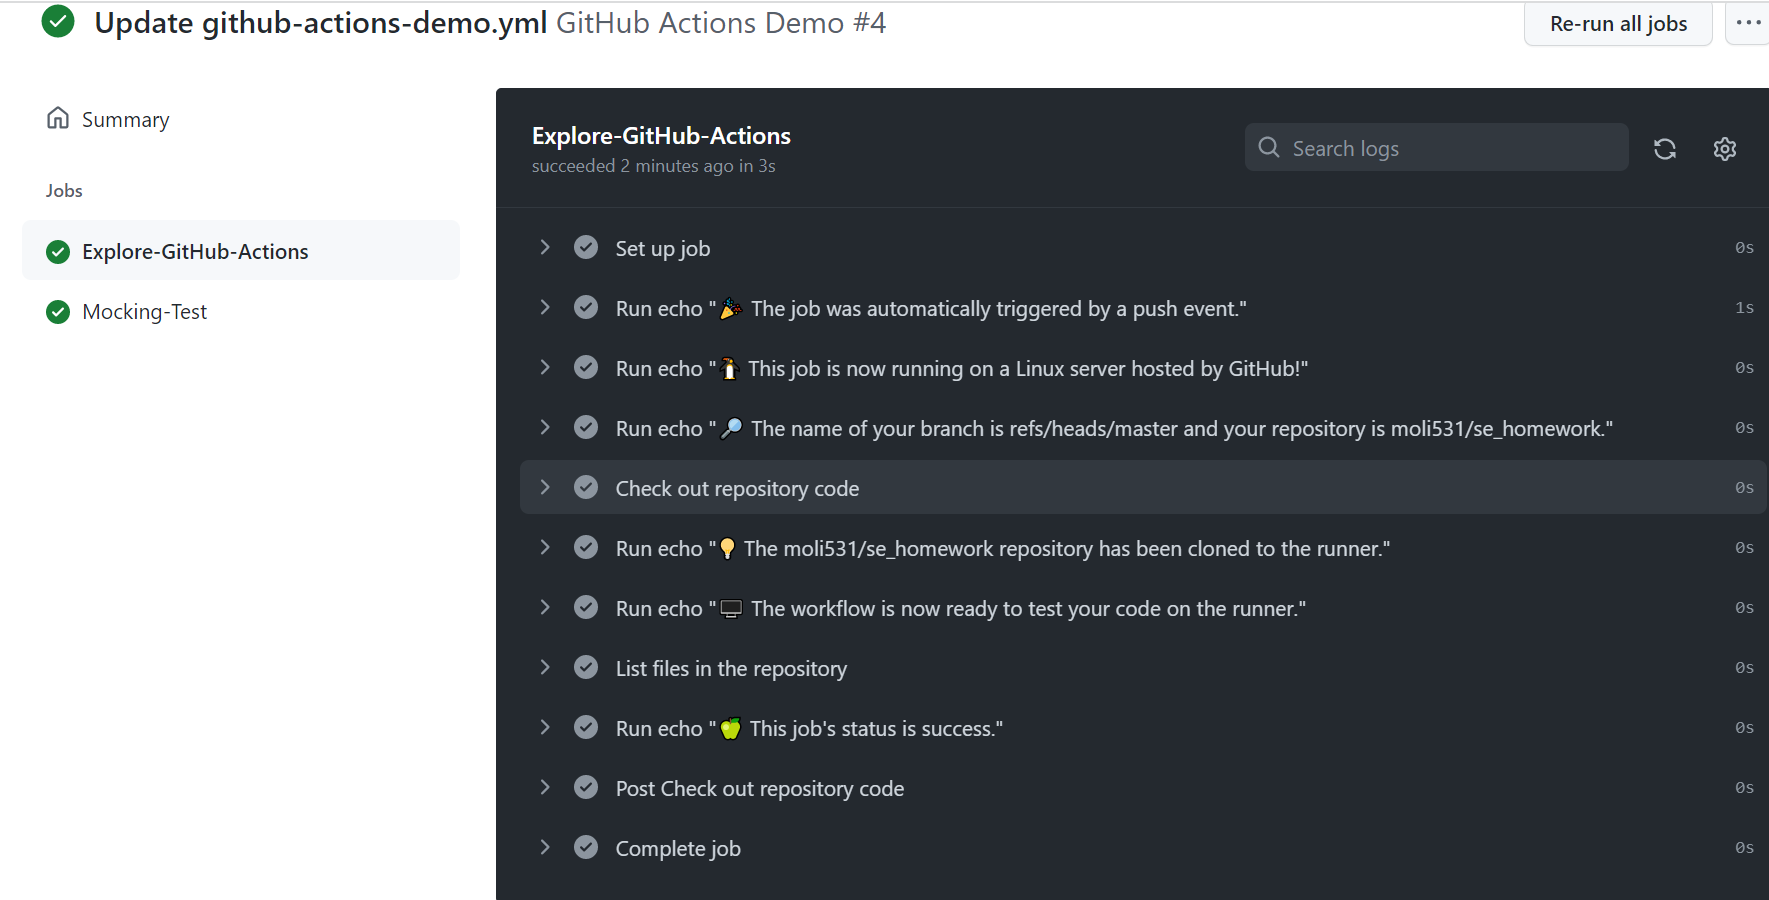 Update github-actions-demo.yml GitHub Actions Demo #4
Re-run all jobs
Summary
Jobs
Explore-GitHub-Actions
Mocking-Test
Explore-GitHub-Actions
succeeded 2 minutes ago in 3s
Search logs
Set up job 0s
Run echo "🎉 The job was automatically triggered by a push event." 1s
Run echo "🐧 This job is now running on a Linux server hosted by GitHub!" 0s
Run echo "🔎 The name of your branch is refs/heads/master and your repository is moli531/se_homework." 0s
Check out repository code 0s
Run echo "💡 The moli531/se_homework repository has been cloned to the runner." 0s
Run echo "🖥️ The workflow is now ready to test your code on the runner." 0s
List files in the repository 0s
Run echo "🍏 This job's status is success." 0s
Post Check out repository code 0s
Complete job 0s